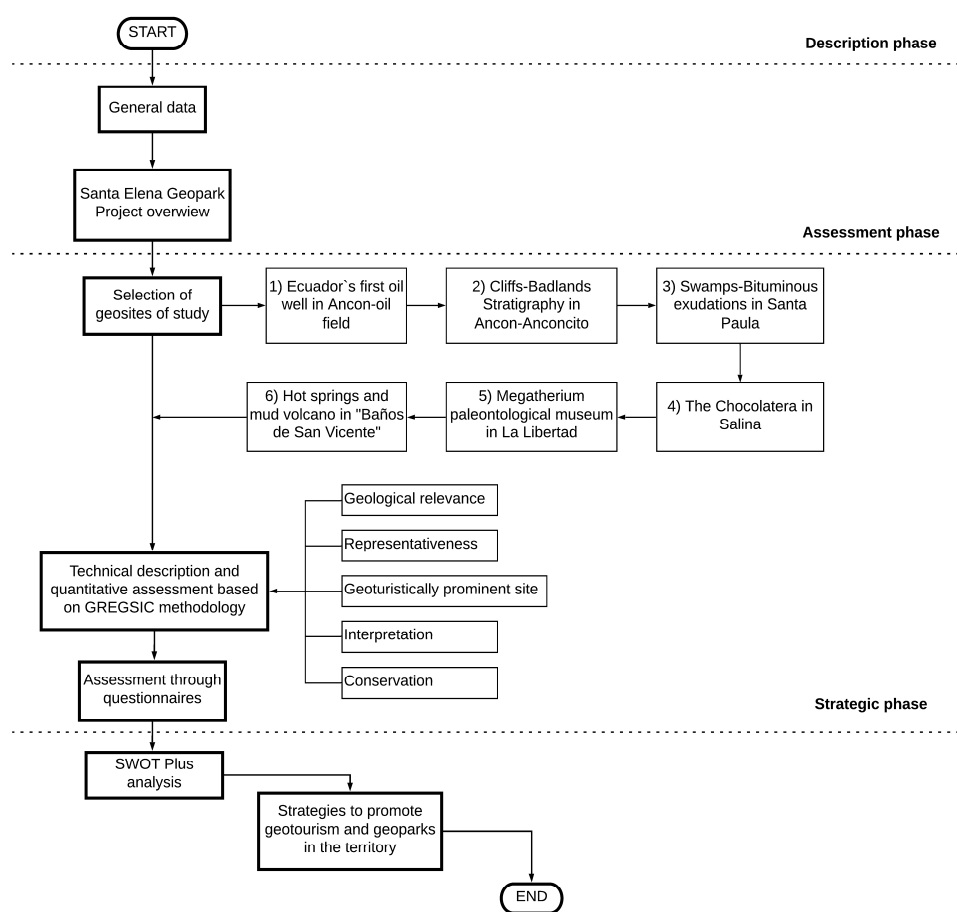 START
Description phase
General data
Santa Elena Geopark
Project overwiew
Assessment phase
Selection of
geosites of study
1) Ecuador`s first oil
well in Ancon-oil
field
2) Cliffs-Badlands
Stratigraphy in
Ancon-Anconcito
3) Swamps-Bituminous
exudations in Santa
Paula
4) The Chocolatera in
Salina
5) Megatherium
paleontological museum
in La Libertad
6) Hot springs and
mud volcano in "Baños
de San Vicente"
Geological relevance
Representativeness
Geoturistically prominent site
Interpretation
Conservation
Technical description and
quantitative assessment based
on GREGSIC methodology
Assessment through
questionnaires
Strategic phase
SWOT Plus
analysis
Strategies to promote
geotourism and geoparks
in the territory
END